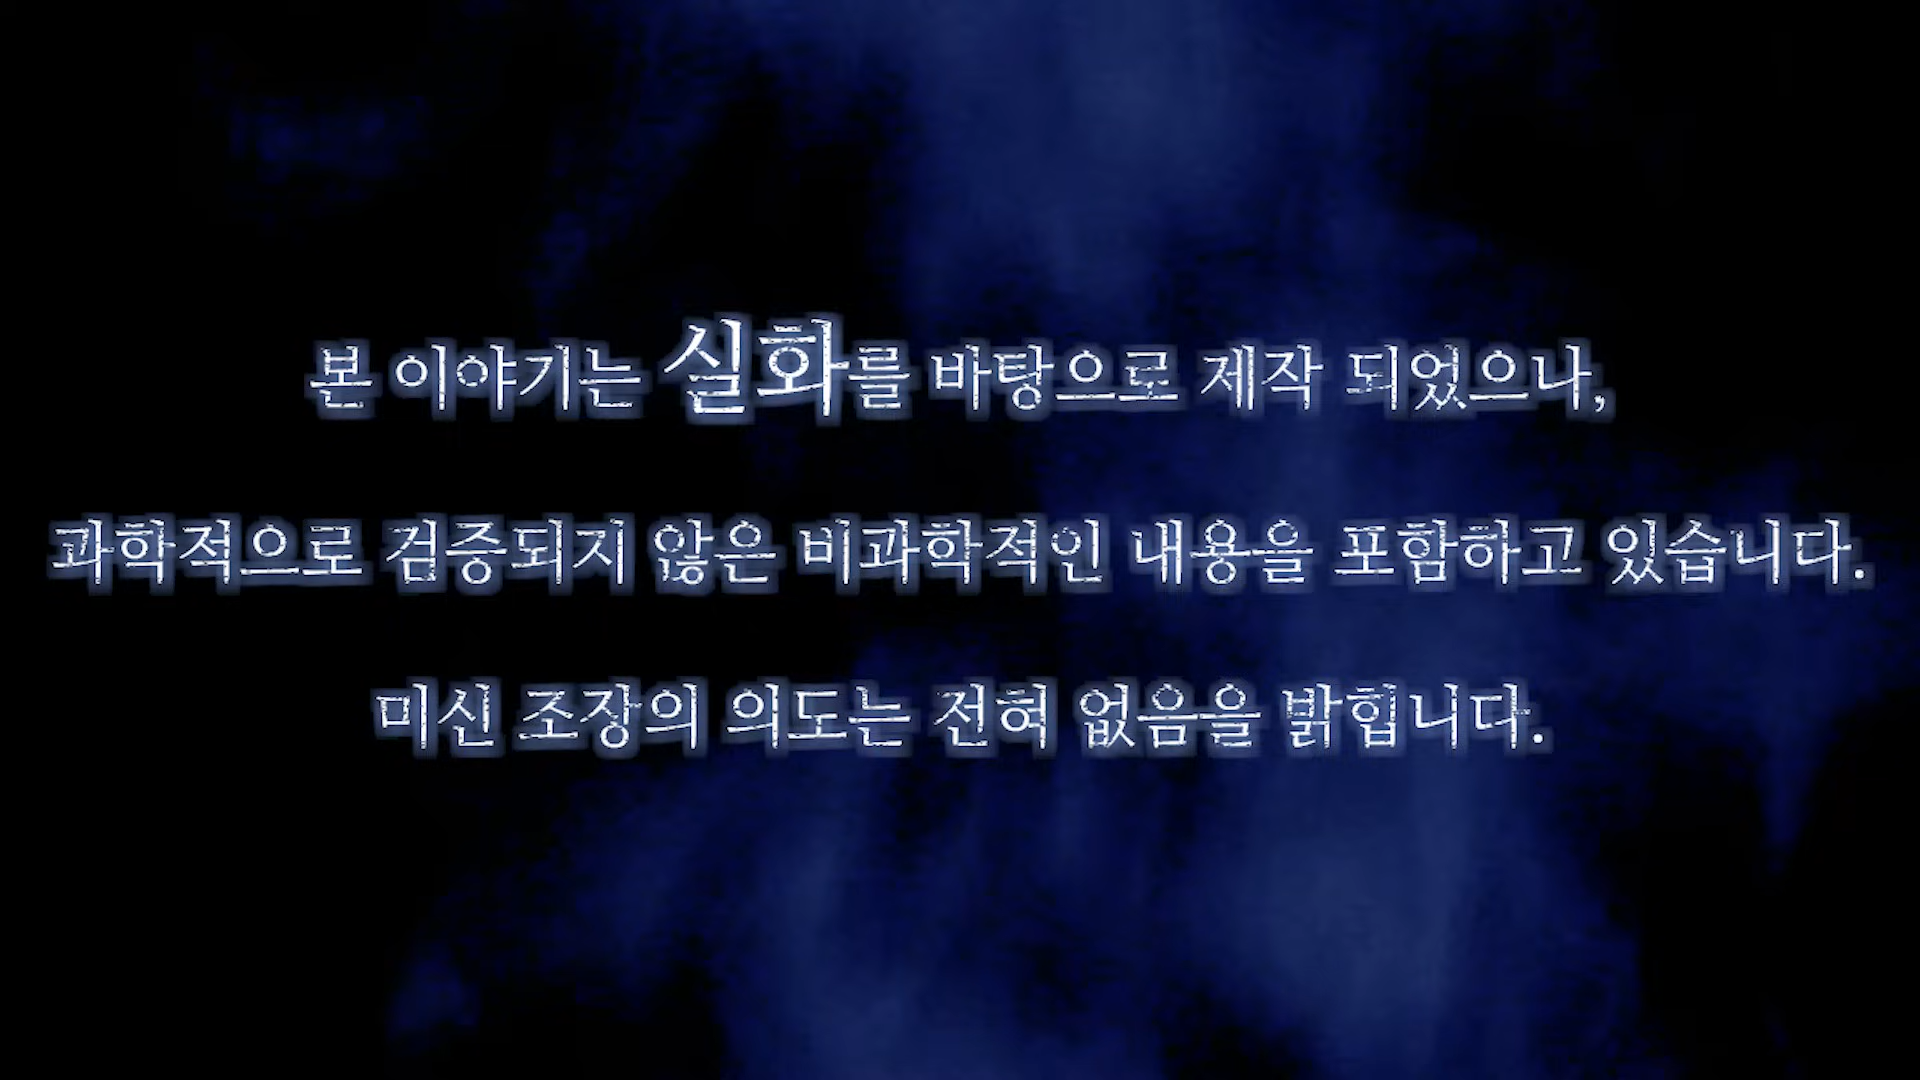 본 이야기는 실화를 바탕으로 제작 되었으나,
과학적으로 검증되지 않은 비과학적인 내용을 포함하고 있습니다.
미신 조장의 의도는 전혀 없음을 밝힙니다.